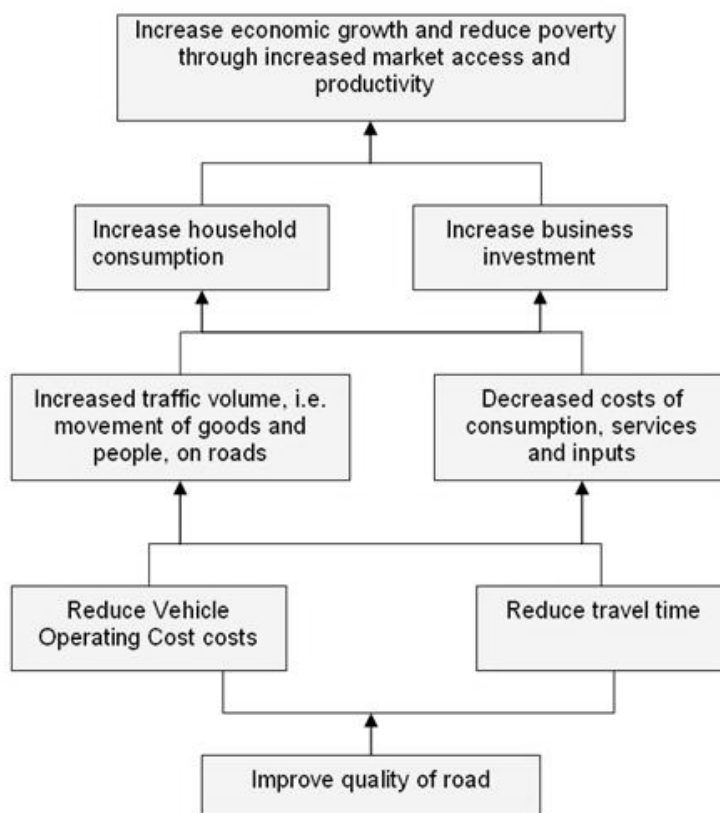 Increase economic growth and reduce poverty
through increased market access and
productivity
Increase household
consumption
Increase business
investment
Increased traffic volume, i.e.
movement of goods and
people, on roads
Decreased costs of
consumption, services
and inputs
Reduce Vehicle
Operating Cost costs
Reduce travel time
Improve quality of road